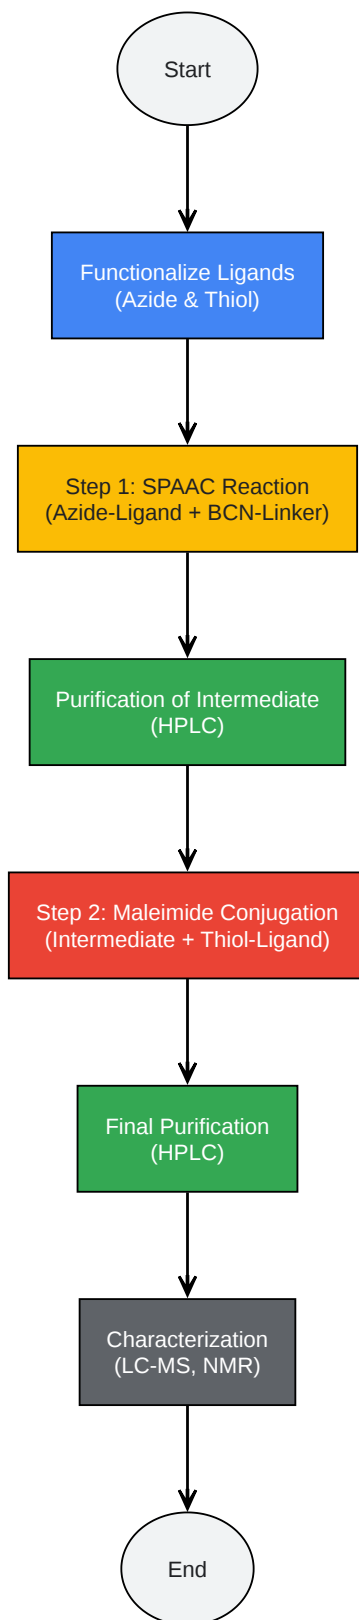 Start
Functionalize Ligands
(Azide & Thiol)
Step 1: SPAAC Reaction
(Azide-Ligand + BCN-Linker)
Purification of Intermediate
(HPLC)
Step 2: Maleimide Conjugation
(Intermediate + Thiol-Ligand)
Final Purification
(HPLC)
Characterization
(LC-MS, NMR)
End